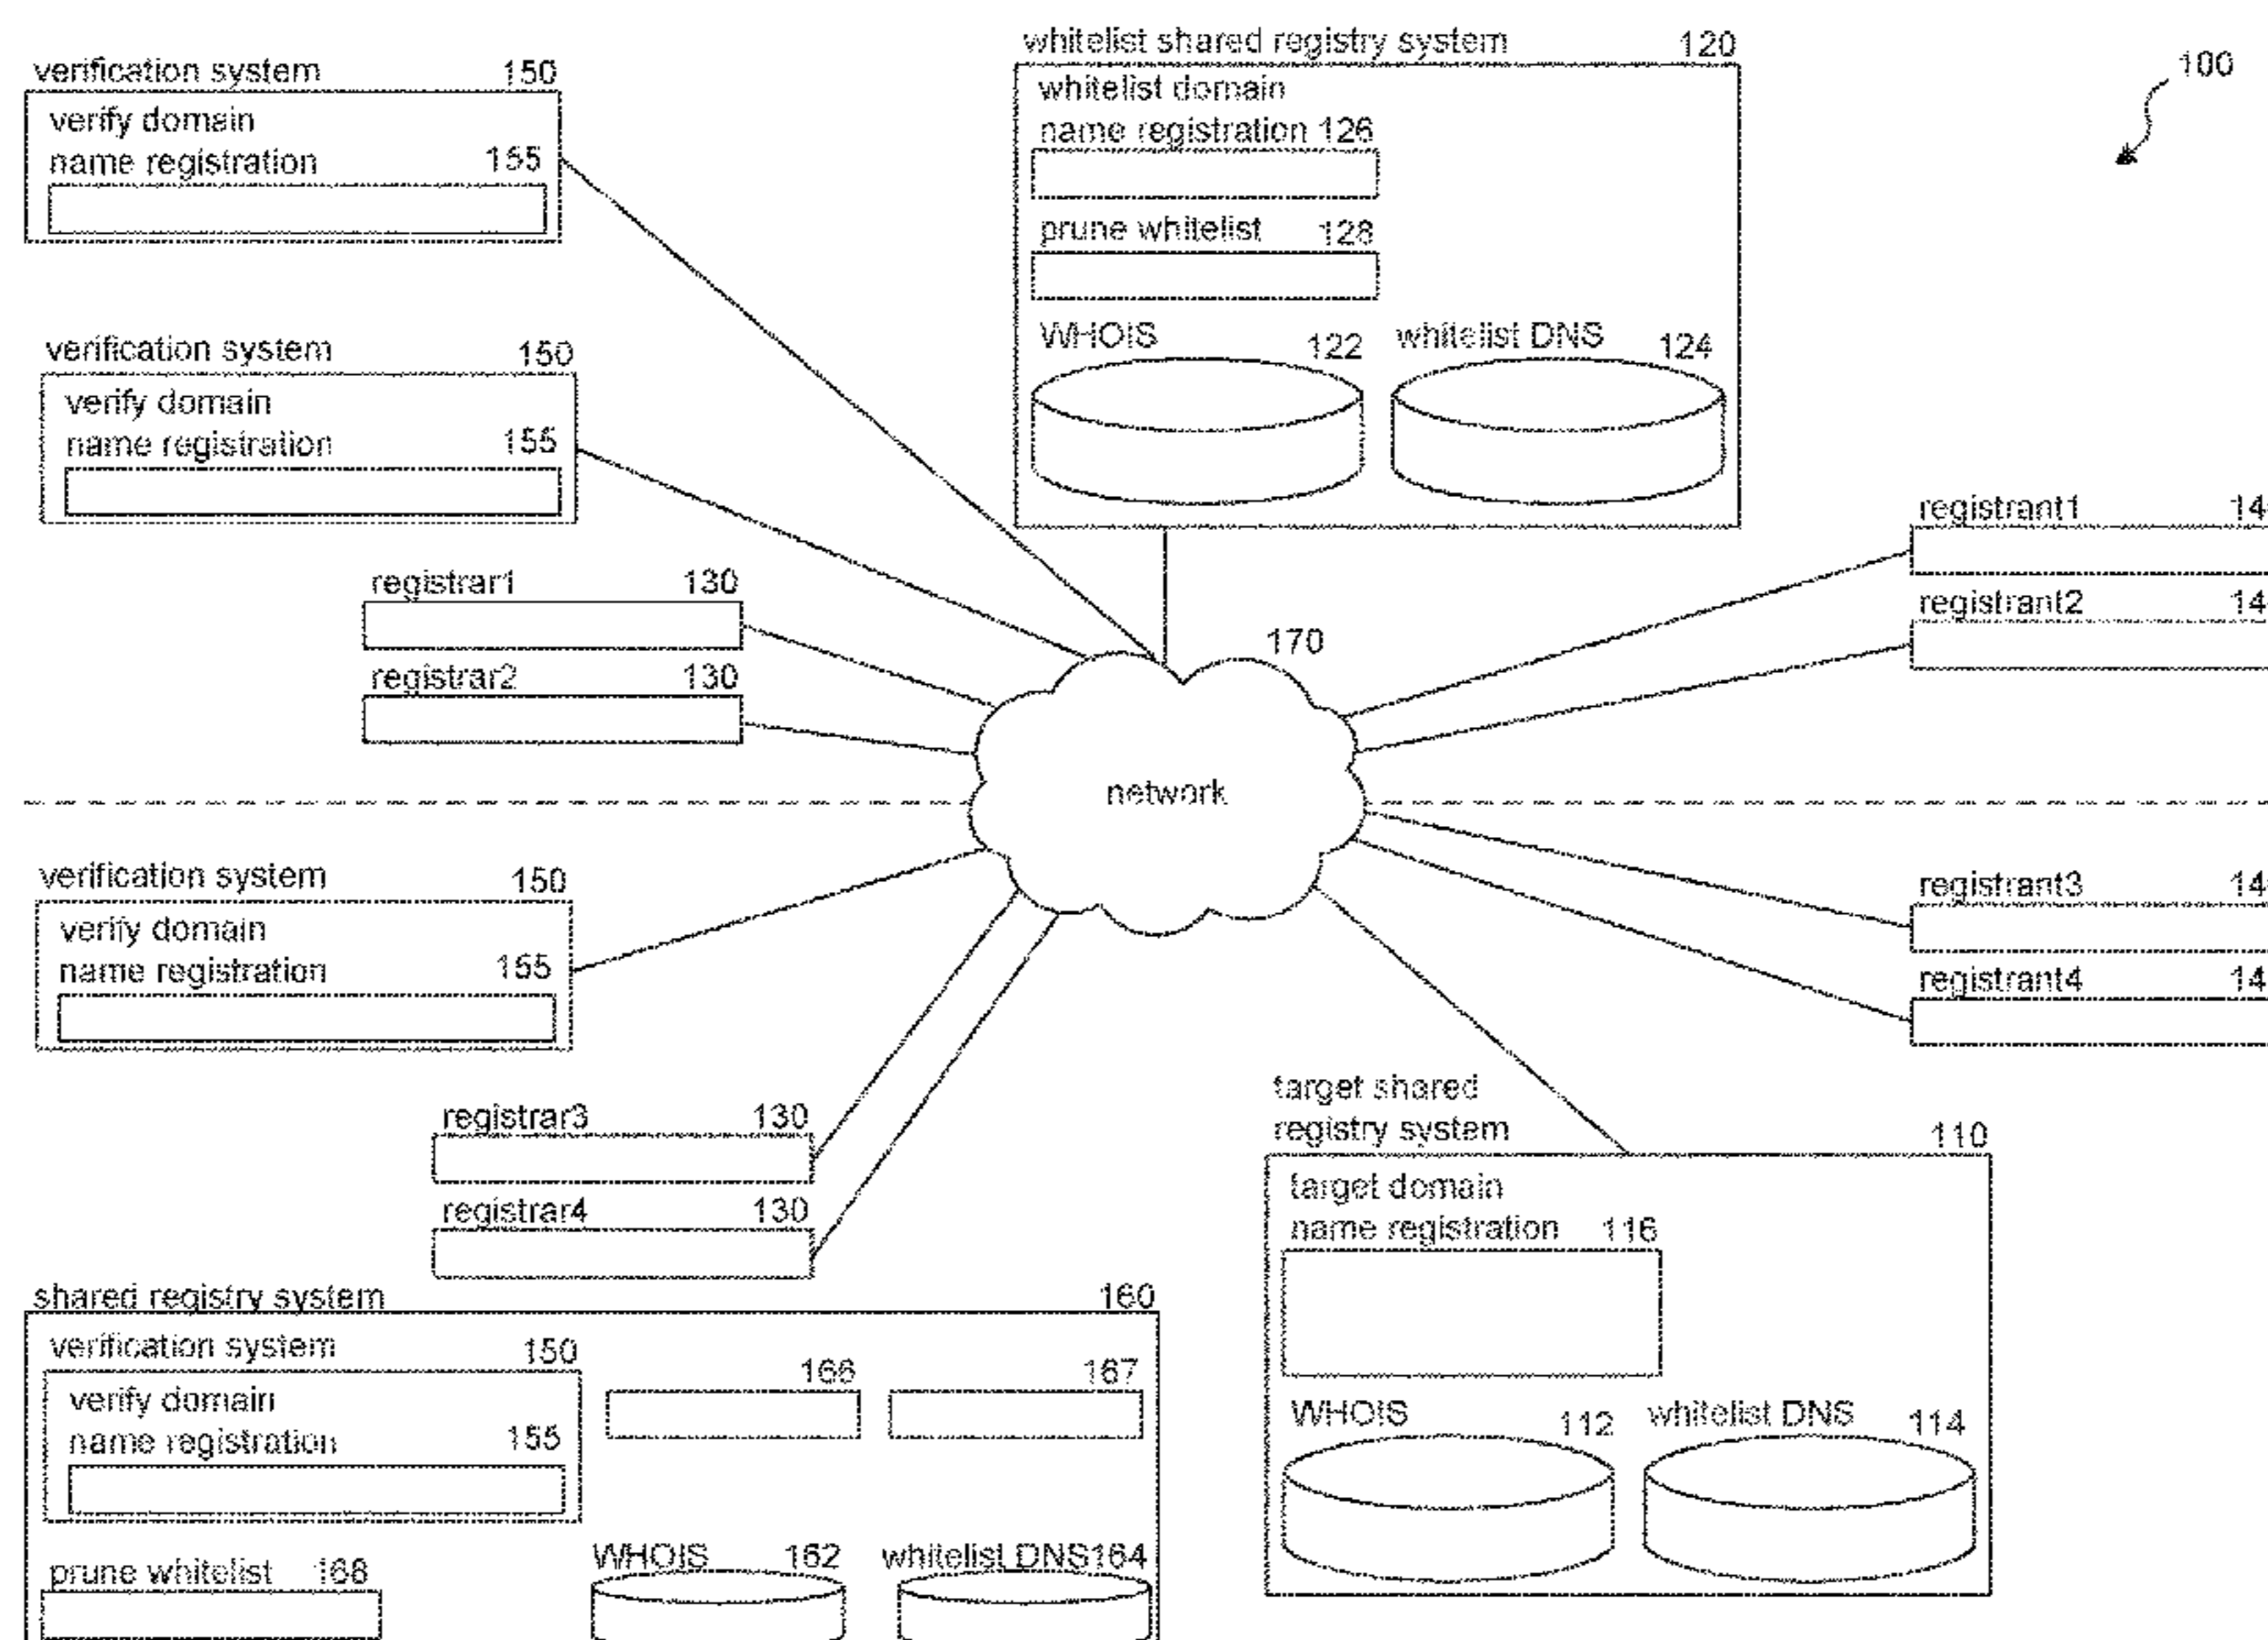 verification system 150
verify domain
name registration 155
whitelist shared registry system 120
whitelist domain
name registration 126
prune whitelist 128
WHOIS 122 whitelist DNS 124
100
verification system 150
verify domain
name registration 155
registrar1 130
registrar2 130
170
network
registrant1 14
registrant2 14
verification system 150
verify domain
name registration 155
registrant3 14
registrant4 14
registrar3 130
registrar4 130
target shared
registry system 110
target domain
name registration 116
WHOIS 112 whitelist DNS 114
shared registry system 160
verification system 150
verify domain
name registration 155
166 167
prune whitelist 168
WHOIS 162 whitelist DNS164